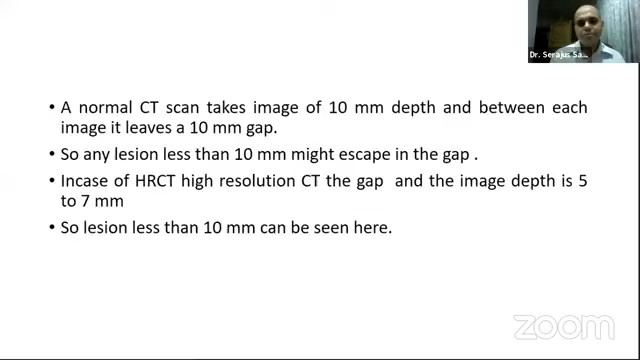 Dr. Serajus Sa...
• A normal CT scan takes image of 10 mm depth and between each
image it leaves a 10 mm gap.
• So any lesion less than 10 mm might escape in the gap .
• Incase of HRCT high resolution CT the gap and the image depth is 5
to 7 mm
• So lesion less than 10 mm can be seen here.
zoom